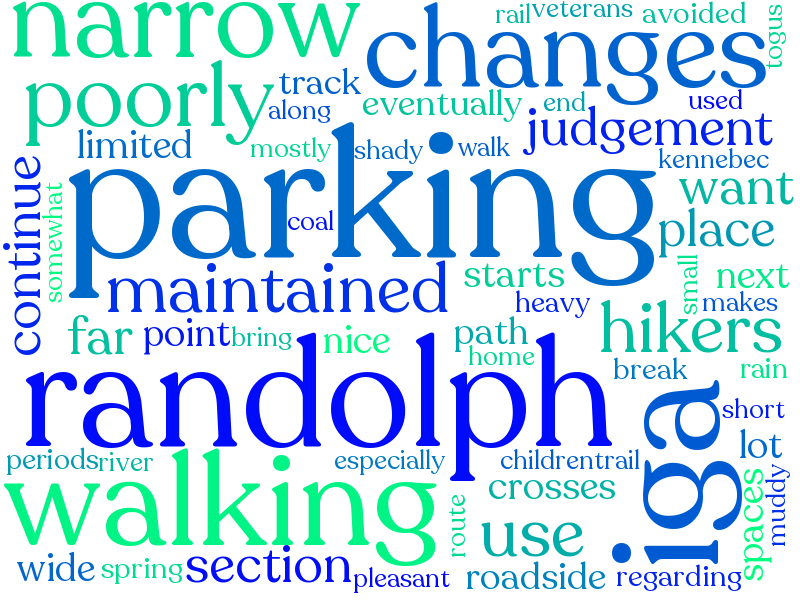 narrow
rail
veterans
avoided
togus
changes
poorly
track
along
eventually
end
used
judgement
limited
mostly
shady
walk
kennebec
parking
want
continue
somewhat
coal
place
maintained
starts
small
next
heavy
makes
far
point
bring
nice
path
home
hikers
randolph
break
rain
iga
short
lot
periods
river
especially
children
trail
walking
crosses
spaces
muddy
route
use
wide
spring
section
pleasant
roadside
regarding